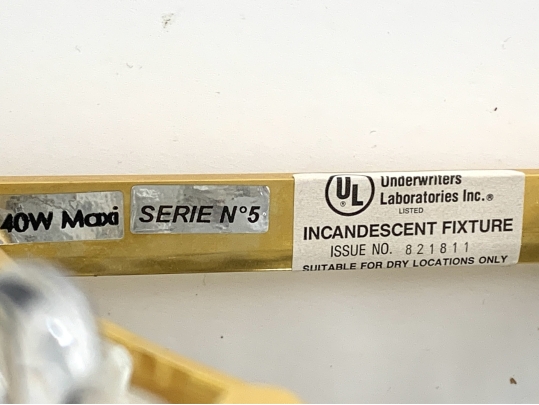 40W Maxi
SERIE N°5
UL
Underwriters
Laboratories Inc.®
LISTED
INCANDESCENT FIXTURE
ISSUE NO. 821811
SUITABLE FOR DRY LOCATIONS ONLY